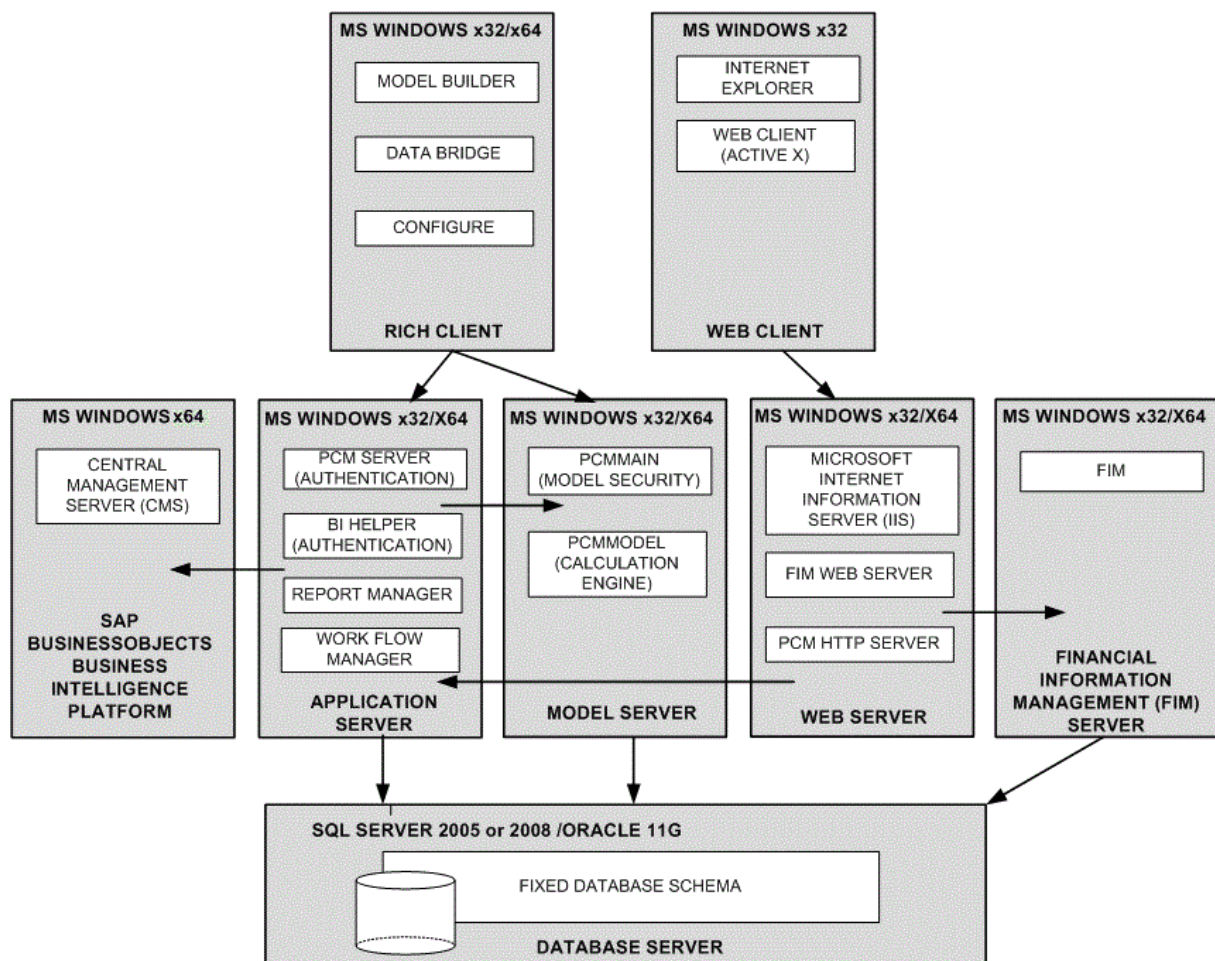 MS WINDOWS x32/x64
MODEL BUILDER
DATA BRIDGE
CONFIGURE
RICH CLIENT
MS WINDOWS x32
INTERNET
EXPLORER
WEB CLIENT
(ACTIVE X)
WEB CLIENT
MS WINDOWS x64
CENTRAL
MANAGEMENT
SERVER (CMS)
SAP
BUSINESSOBJECTS
BUSINESS
INTELLIGENCE
PLATFORM
MS WINDOWS x32/X64
PCM SERVER
(AUTHENTICATION)
BI HELPER
(AUTHENTICATION)
REPORT MANAGER
WORK FLOW
MANAGER
APPLICATION
SERVER
MS WINDOWS x32/X64
PCMMAIN
(MODEL SECURITY)
PCMMODEL
(CALCULATION
ENGINE)
MODEL SERVER
MS WINDOWS x32/X64
MICROSOFT
INTERNET
INFORMATION
SERVER (IIS)
FIM WEB SERVER
PCM HTTP SERVER
WEB SERVER
MS WINDOWS x32/X64
FIM
FINANCIAL
INFORMATION
MANAGEMENT (FIM)
SERVER
SQL SERVER 2005 or 2008 /ORACLE 11G
FIXED DATABASE SCHEMA
DATABASE SERVER